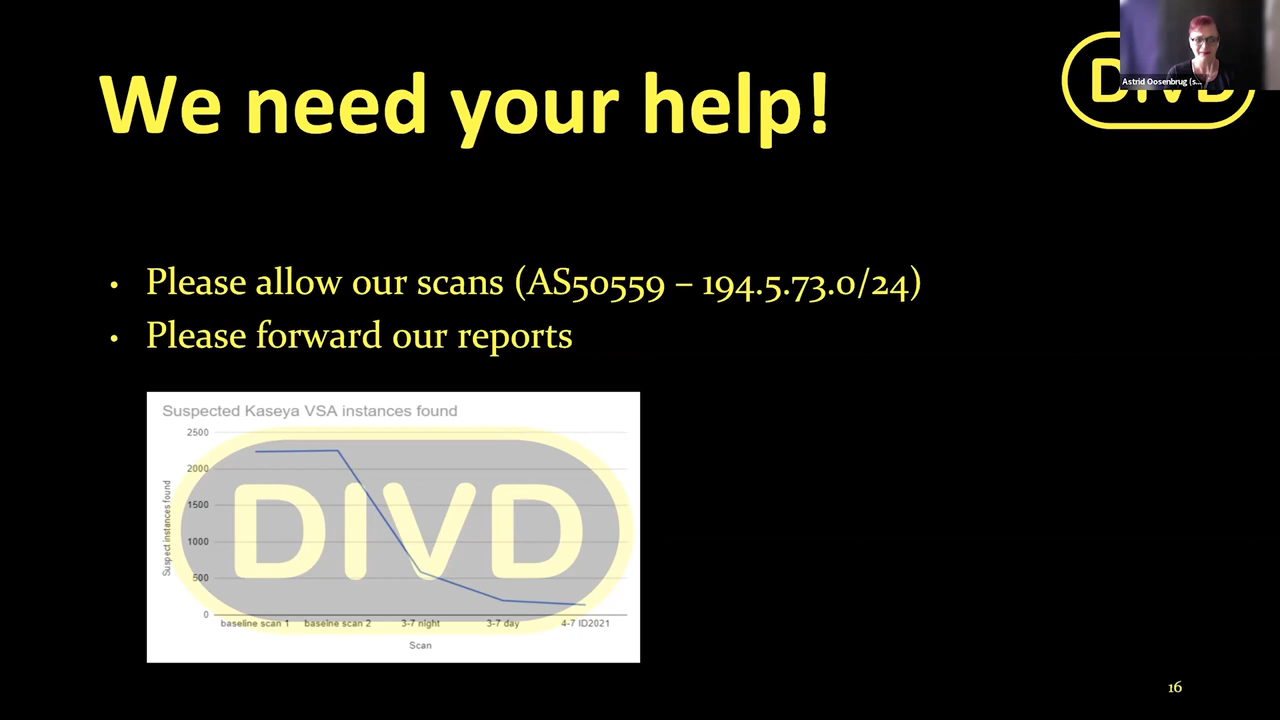 We need your help!
DIVD
Astrid Oosenbrug (s...
• Please allow our scans (AS50559 – 194.5.73.0/24)
• Please forward our reports
Suspected Kaseya VSA instances found
Suspect instances found
2500
2000
1500
1000
500
0
DIVD
baseline scan 1 baseline scan 2 3-7 night 3-7 day 4-7 ID2021
Scan
16